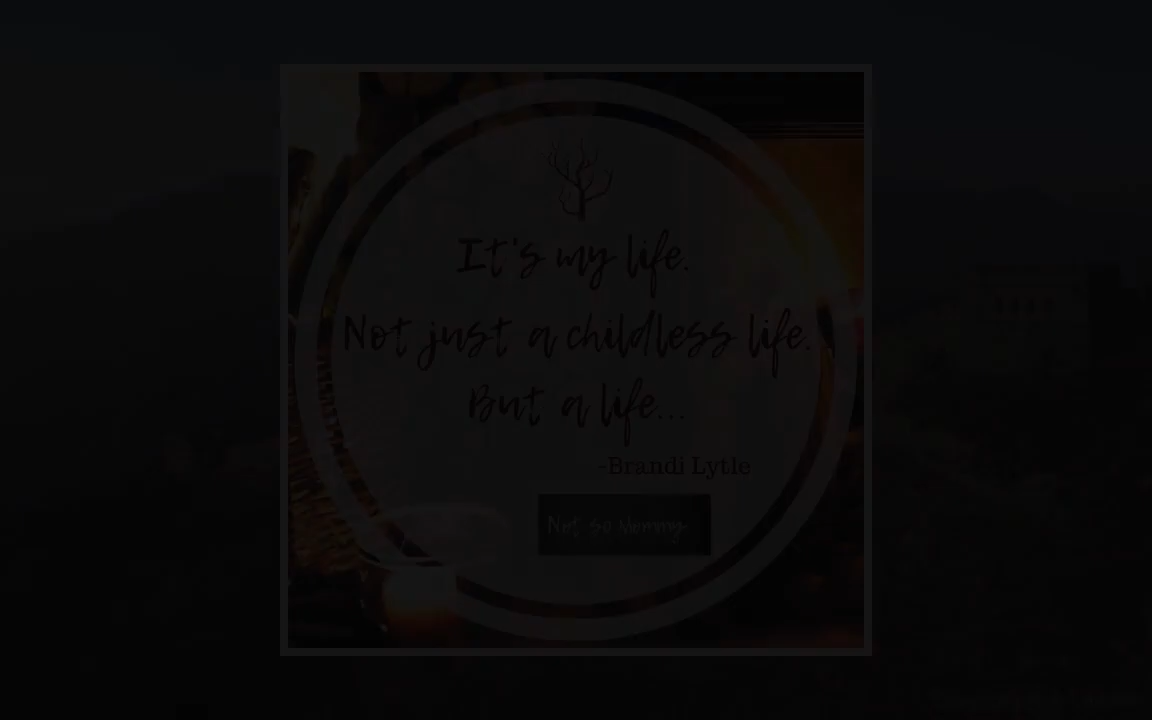 It's my life.
Not just a childless life.
But a life...
-Brandi Lytle
Not so Mommy